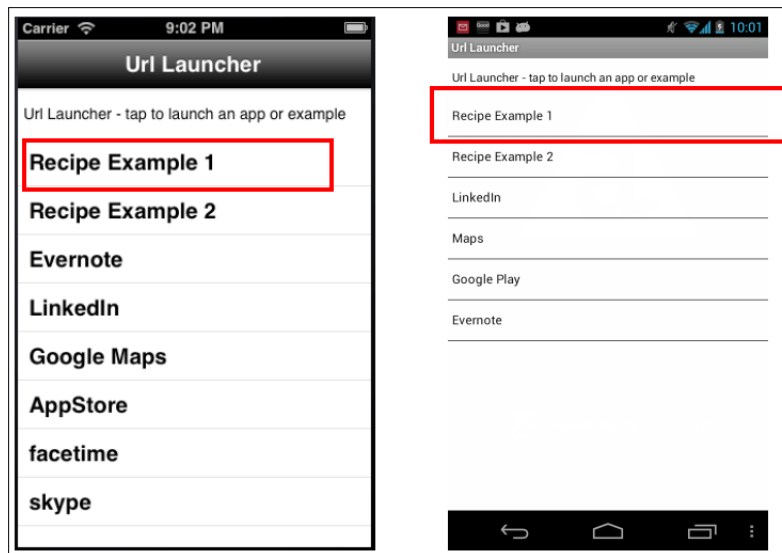 Carrier 9:02 PM
Url Launcher
Url Launcher - tap to launch an app or example
Recipe Example 1
Recipe Example 2
Evernote
LinkedIn
Google Maps
AppStore
facetime
skype
10:01
Url Launcher
Url Launcher - tap to launch an app or example
Recipe Example 1
Recipe Example 2
LinkedIn
Maps
Google Play
Evernote